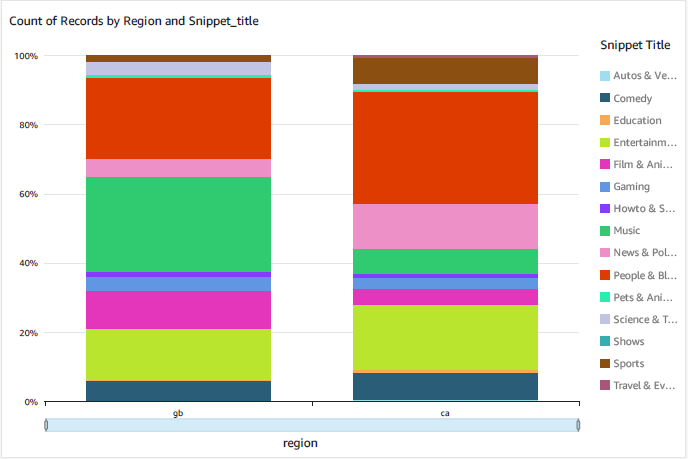 Count of Records by Region and Snippet_title
Snippet Title
100%
80%
60%
40%
20%
0%
gb
ca
region
Autos & Ve...
Comedy
Education
Entertainm...
Film & Ani...
Gaming
Howto & S...
Music
News & Pol...
People & Bl...
Pets & Ani...
Science & T...
Shows
Sports
Travel & Ev...